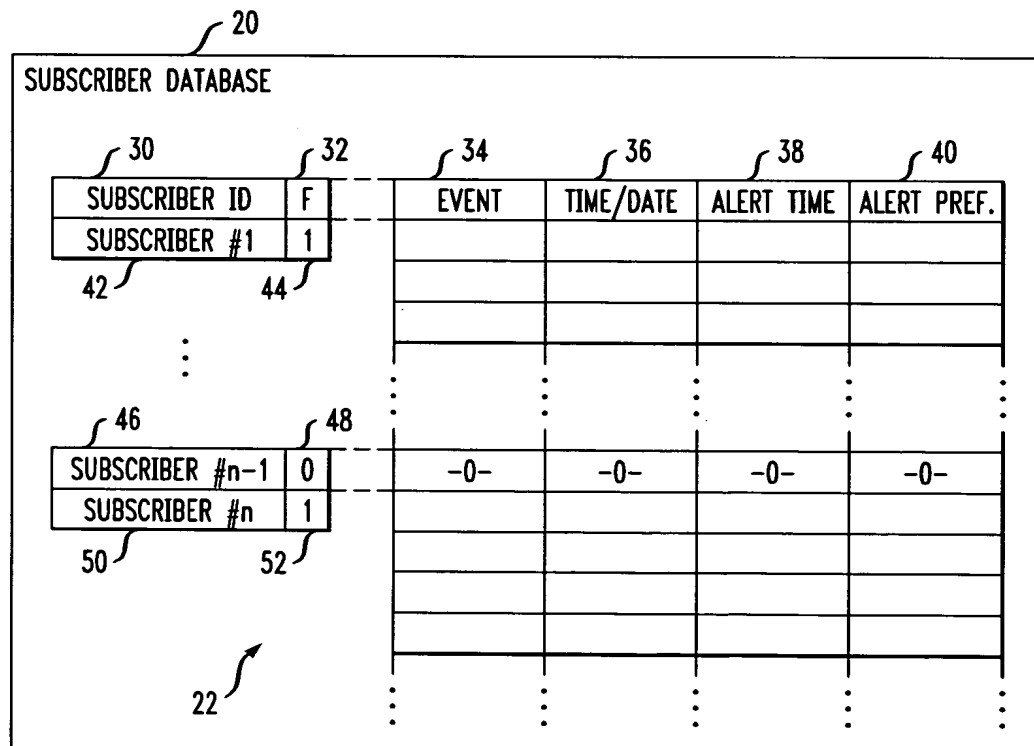 20
SUBSCRIBER DATABASE
30 32 34 36 38 40
SUBSCRIBER ID F EVENT TIME/DATE ALERT TIME ALERT PREF.
SUBSCRIBER #1 1
42 44
46 48
SUBSCRIBER #n-1 0 -0- -0- -0- -0-
SUBSCRIBER #n 1
50 52
22